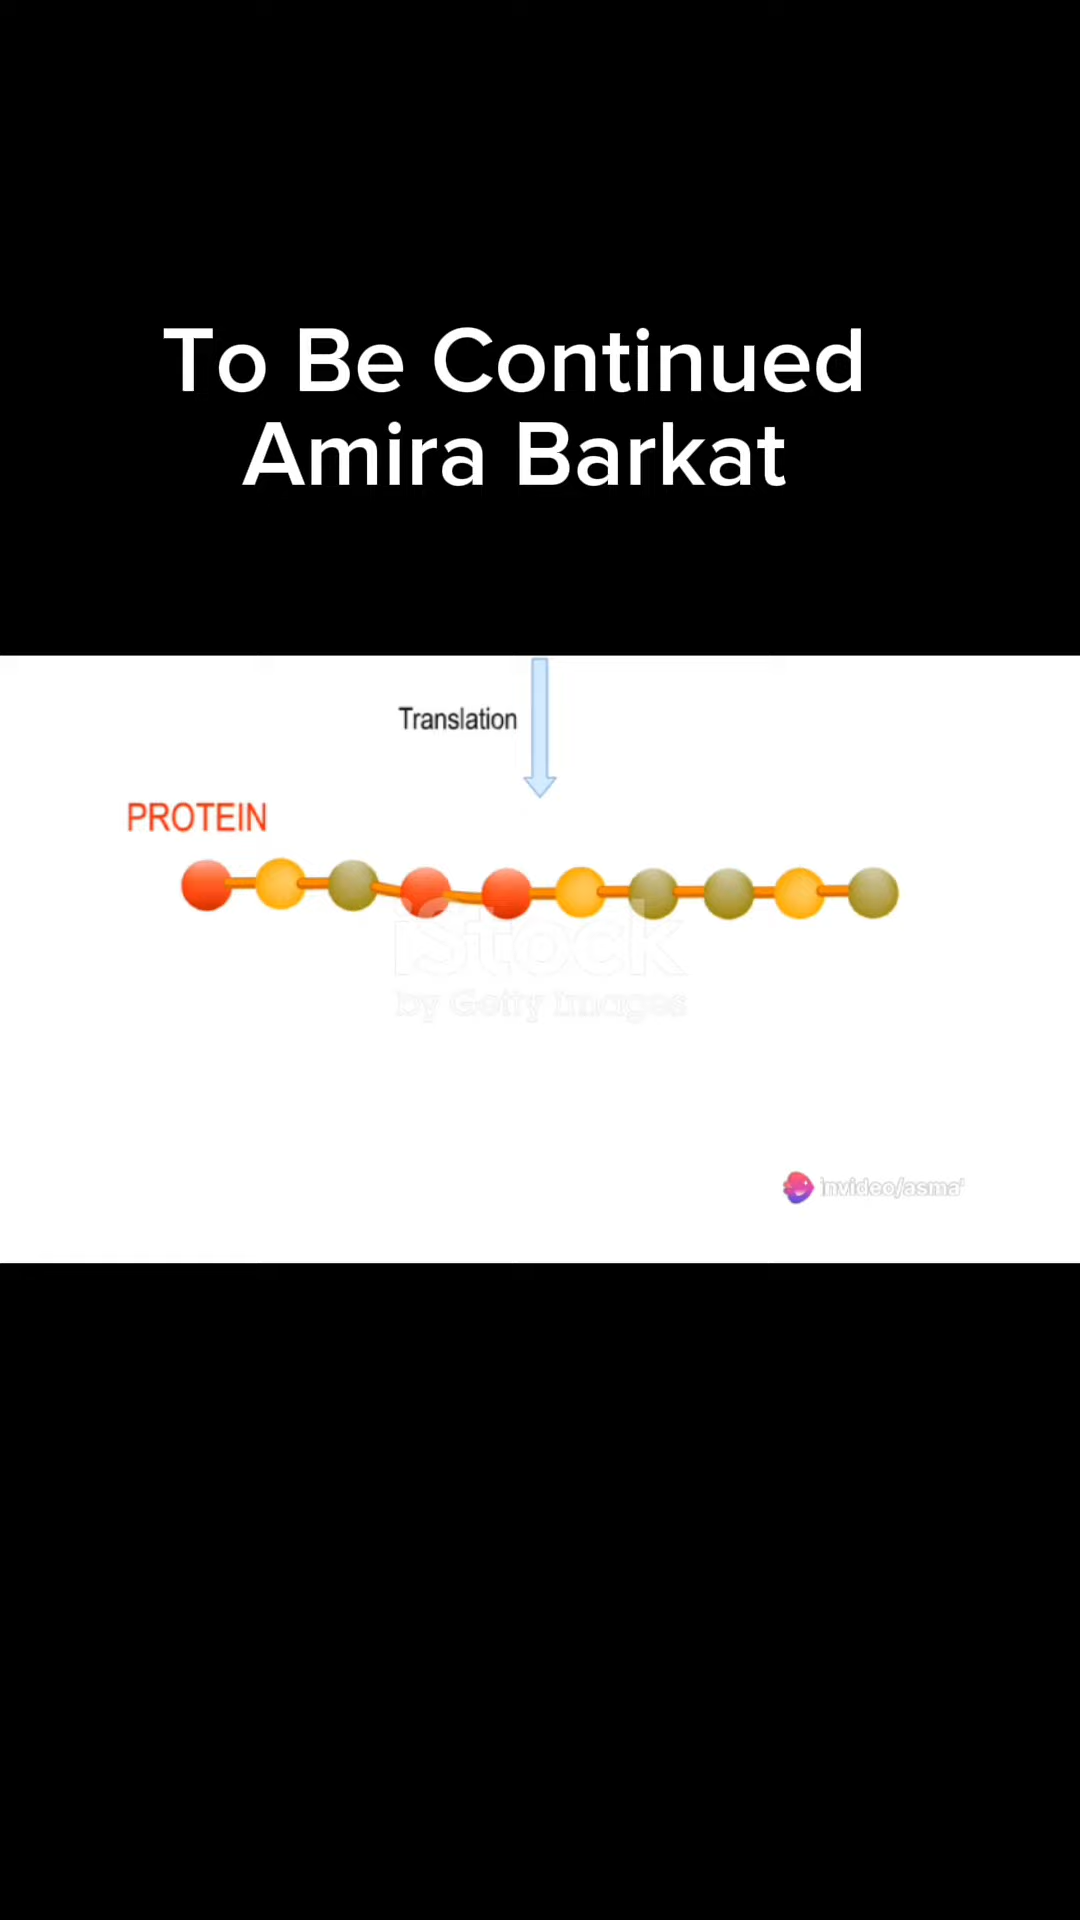 To Be Continued
Amira Barkat
Translation
PROTEIN
iStock
by Getty Images
invideo/asma'